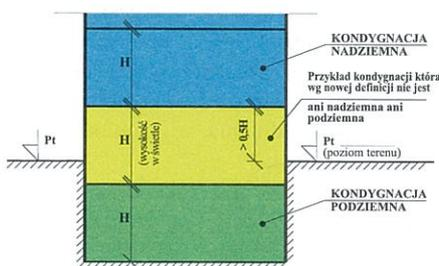 KONDYGNACJA
NADZIEMNA
H
Przykład kondygnacji która
wg nowej definicji nie jest
ani nadziemna ani
podziemna
Pt
H
(wysokość
w świetle)
> 0,5H
Pt
(poziom terenu)
KONDYGNACJA
PODZIEMNA
H